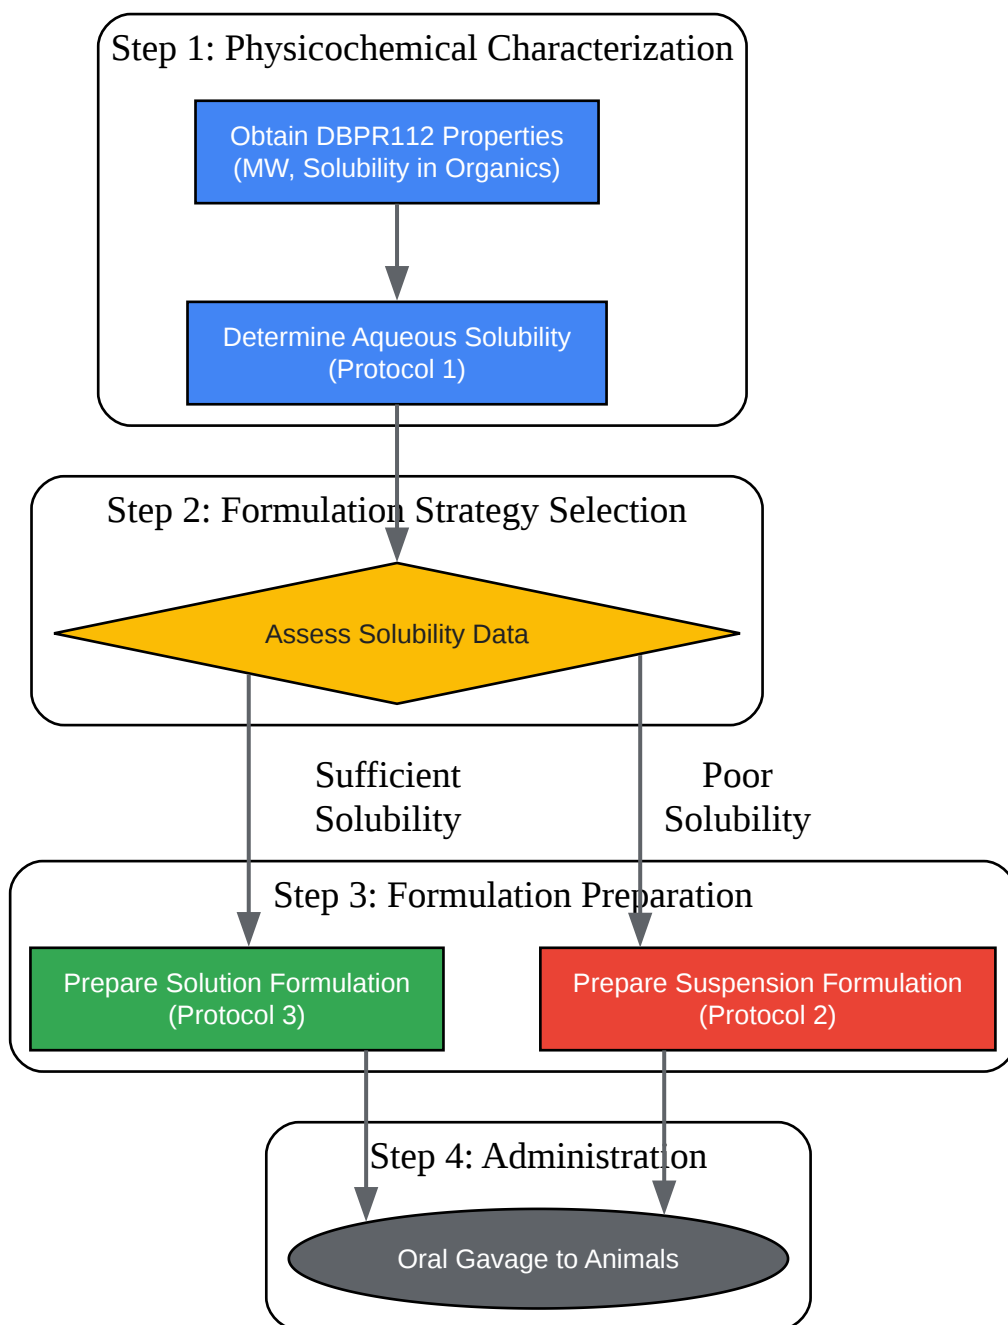 Step 1: Physicochemical Characterization
Obtain DBPR112 Properties
(MW, Solubility in Organics)
Determine Aqueous Solubility
(Protocol 1)
Step 2: Formulation Strategy Selection
Assess Solubility Data
Sufficient
Solubility
Poor
Solubility
Step 3: Formulation Preparation
Prepare Solution Formulation
(Protocol 3)
Prepare Suspension Formulation
(Protocol 2)
Step 4: Administration
Oral Gavage to Animals